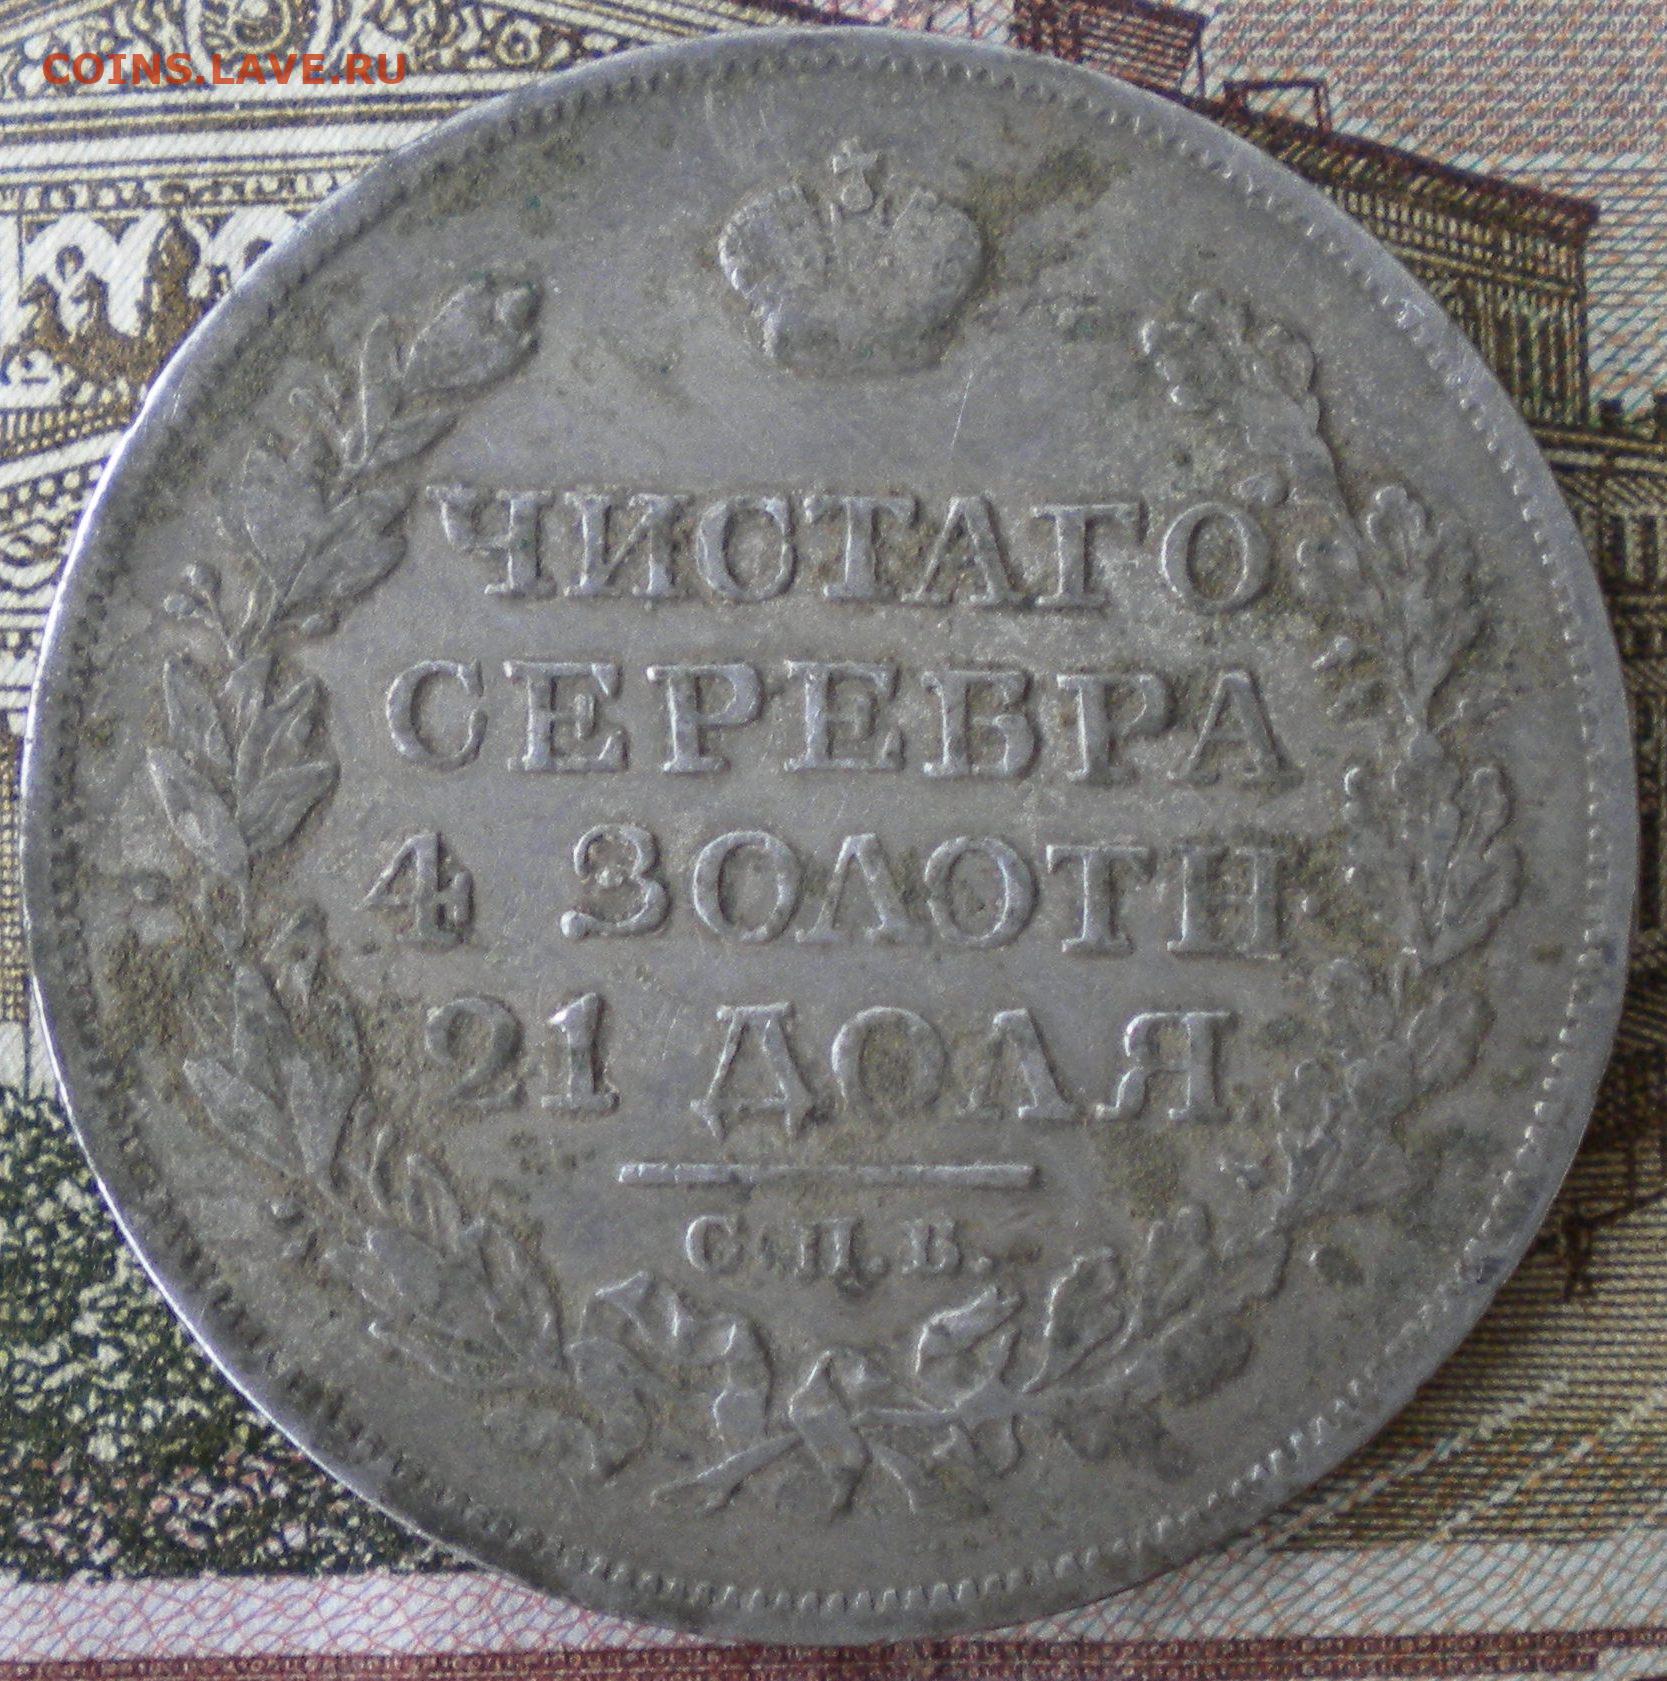 COINS.LAVE.RU
ЧИСТАГО
СЕРЕБРА
4 ЗОЛОТН
21 ДОЛЯ
С.П.Б.